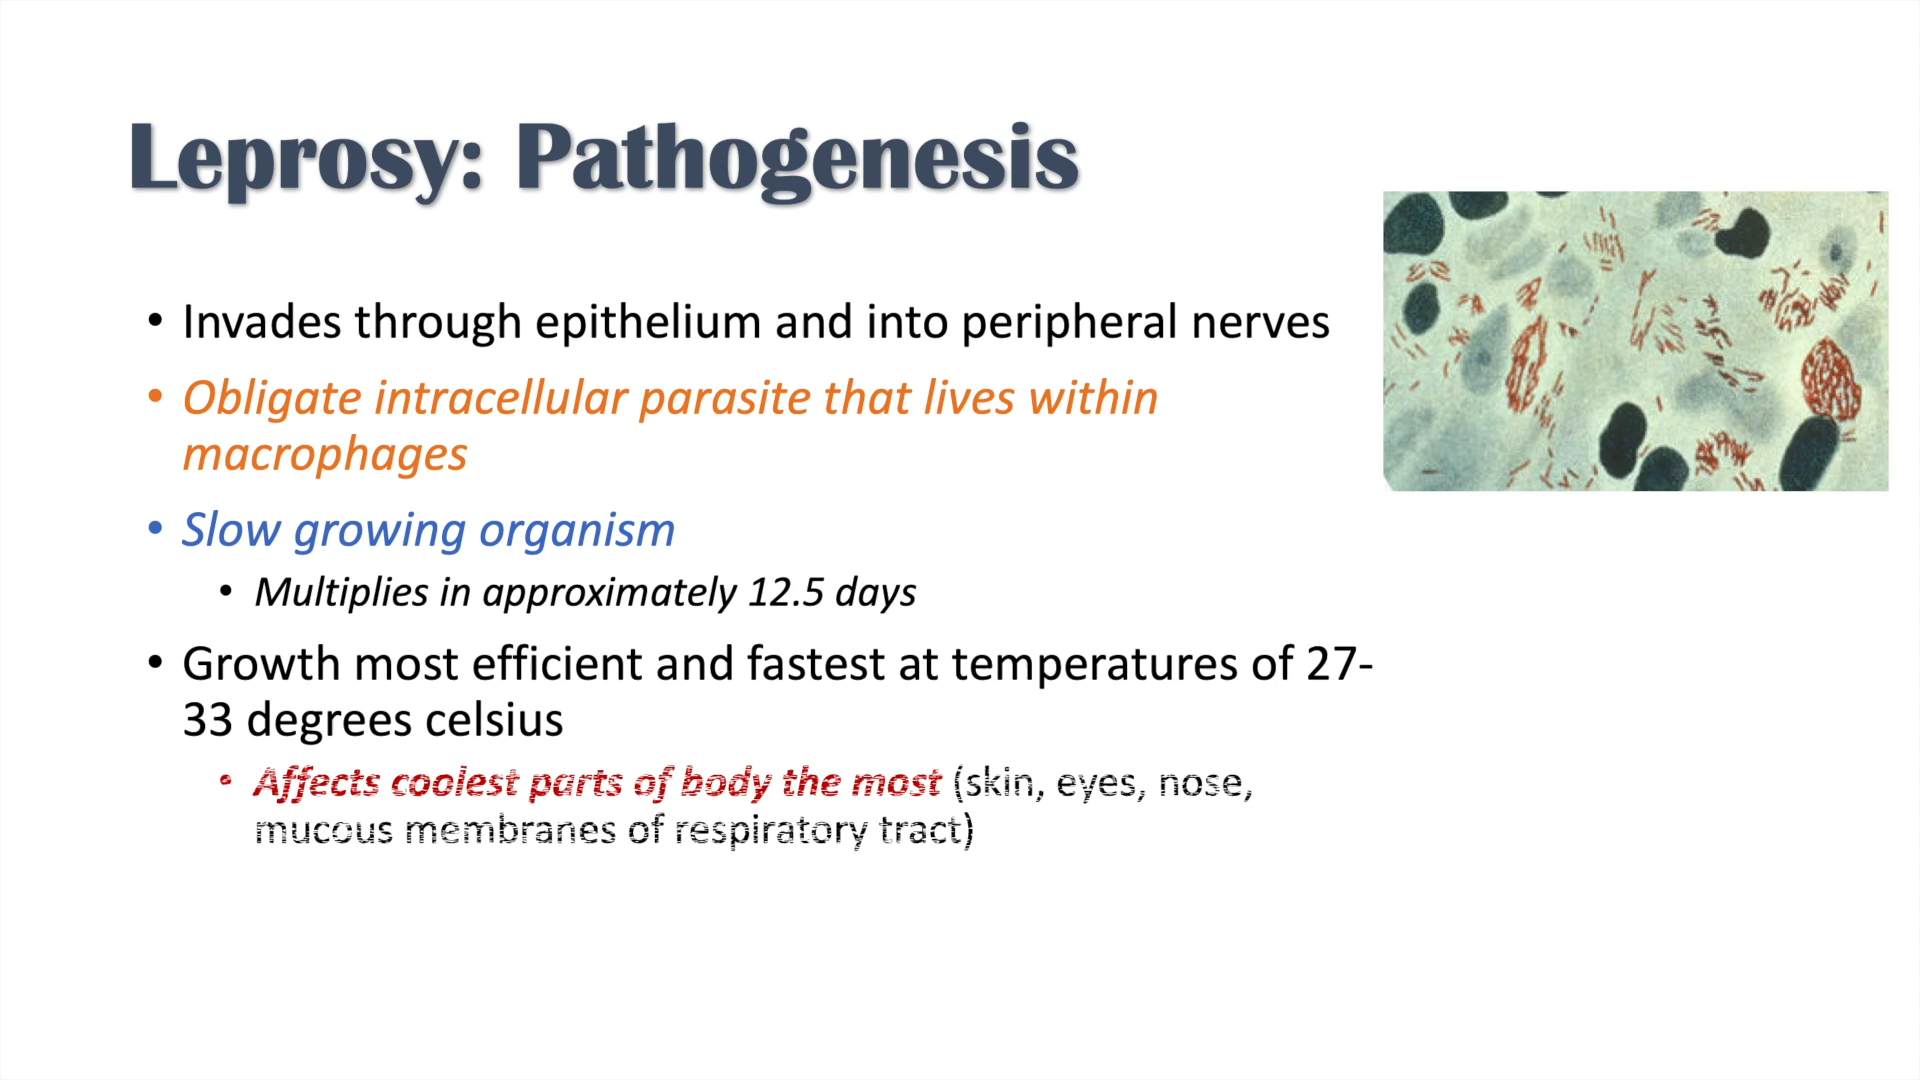 Leprosy: Pathogenesis
• Invades through epithelium and into peripheral nerves
• Obligate intracellular parasite that lives within
macrophages
• Slow growing organism
• Multiplies in approximately 12.5 days
• Growth most efficient and fastest at temperatures of 27-
33 degrees celsius
• Affects coolest parts of body the most (skin, eyes, nose,
mucous membranes of respiratory tract)